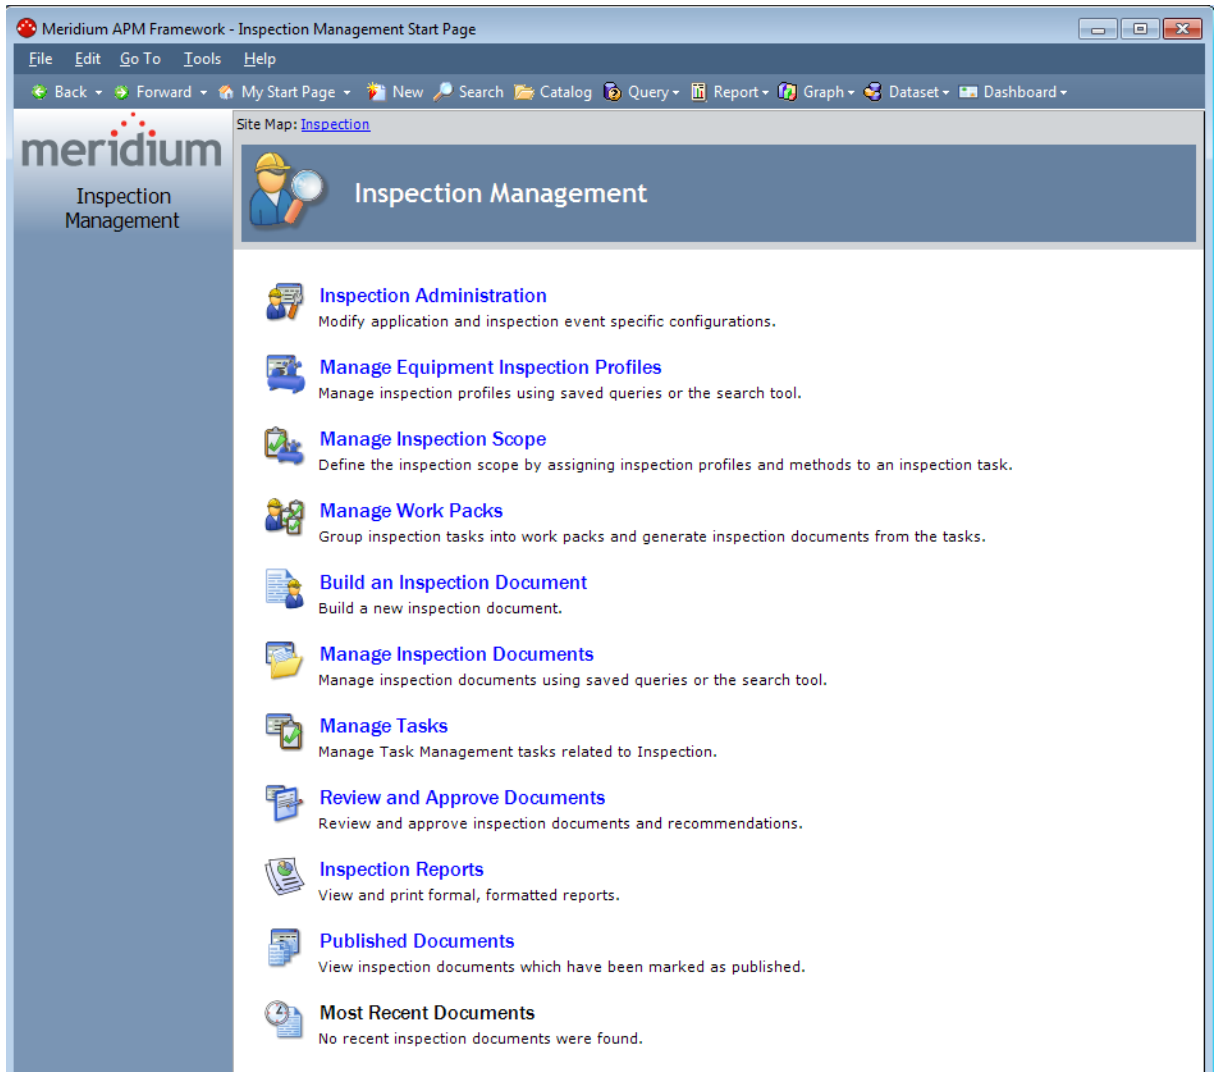 Meridium APM Framework - Inspection Management Start Page
File Edit Go To Tools Help
Back Forward My Start Page New Search Catalog Query Report Graph Dataset Dashboard
meridium
Inspection
Management
Site Map: Inspection
Inspection Management
Inspection Administration
Modify application and inspection event specific configurations.
Manage Equipment Inspection Profiles
Manage inspection profiles using saved queries or the search tool.
Manage Inspection Scope
Define the inspection scope by assigning inspection profiles and methods to an inspection task.
Manage Work Packs
Group inspection tasks into work packs and generate inspection documents from the tasks.
Build an Inspection Document
Build a new inspection document.
Manage Inspection Documents
Manage inspection documents using saved queries or the search tool.
Manage Tasks
Manage Task Management tasks related to Inspection.
Review and Approve Documents
Review and approve inspection documents and recommendations.
Inspection Reports
View and print formal, formatted reports.
Published Documents
View inspection documents which have been marked as published.
Most Recent Documents
No recent inspection documents were found.